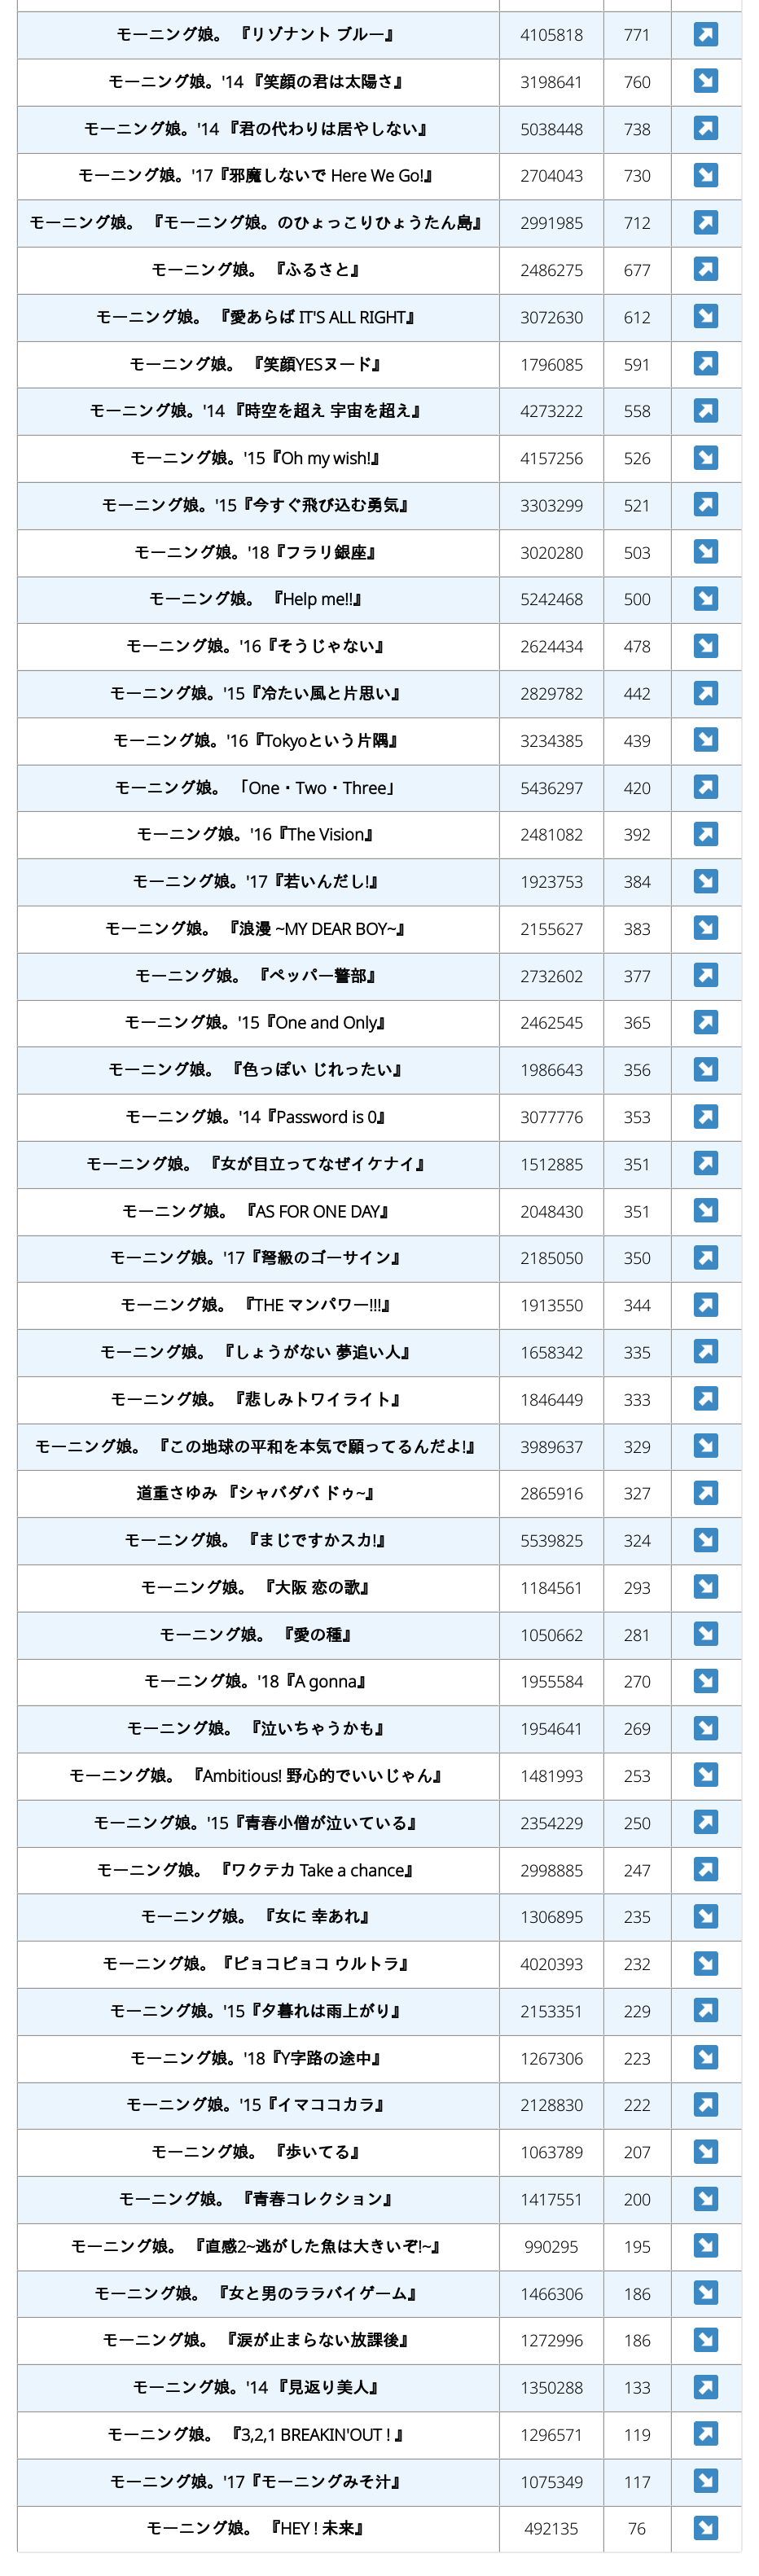 モーニング娘。 『リゾナント ブルー』 4105818 771
モーニング娘。'14 『笑顔の君は太陽さ』 3198641 760
モーニング娘。'14 『君の代わりは居やしない』 5038448 738
モーニング娘。'17『邪魔しないで Here We Go!』 2704043 730
モーニング娘。 『モーニング娘。のひょっこりひょうたん島』 2991985 712
モーニング娘。 『ふるさと』 2486275 677
モーニング娘。 『愛あらば IT'S ALL RIGHT』 3072630 612
モーニング娘。 『笑顔YESヌード』 1796085 591
モーニング娘。'14 『時空を超え 宇宙を超え』 4273222 558
モーニング娘。'15『Oh my wish!』 4157256 526
モーニング娘。'15『今すぐ飛び込む勇気』 3303299 521
モーニング娘。'18『フラリ銀座』 3020280 503
モーニング娘。 『Help me!!』 5242468 500
モーニング娘。'16『そうじゃない』 2624434 478
モーニング娘。'15『冷たい風と片思い』 2829782 442
モーニング娘。'16『Tokyoという片隅』 3234385 439
モーニング娘。 「One・Two・Three」 5436297 420
モーニング娘。'16『The Vision』 2481082 392
モーニング娘。'17『若いんだし!』 1923753 384
モーニング娘。 『浪漫 ~MY DEAR BOY~』 2155627 383
モーニング娘。 『ペッパー警部』 2732602 377
モーニング娘。'15『One and Only』 2462545 365
モーニング娘。 『色っぽい じれったい』 1986643 356
モーニング娘。'14『Password is 0』 3077776 353
モーニング娘。 『女が目立ってなぜイケナイ』 1512885 351
モーニング娘。 『AS FOR ONE DAY』 2048430 351
モーニング娘。'17『弩級のゴーサイン』 2185050 350
モーニング娘。 『THE マンパワー!!!』 1913550 344
モーニング娘。 『しょうがない 夢追い人』 1658342 335
モーニング娘。 『悲しみトワイライト』 1846449 333
モーニング娘。 『この地球の平和を本気で願ってるんだよ!』 3989637 329
道重さゆみ 『シャバダバ ドゥ~』 2865916 327
モーニング娘。 『まじですかスカ!』 5539825 324
モーニング娘。 『大阪 恋の歌』 1184561 293
モーニング娘。 『愛の種』 1050662 281
モーニング娘。'18『A gonna』 1955584 270
モーニング娘。 『泣いちゃうかも』 1954641 269
モーニング娘。 『Ambitious! 野心的でいいじゃん』 1481993 253
モーニング娘。'15『青春小僧が泣いている』 2354229 250
モーニング娘。 『ワクテカ Take a chance』 2998885 247
モーニング娘。 『女に 幸あれ』 1306895 235
モーニング娘。『ピョコピョコ ウルトラ』 4020393 232
モーニング娘。'15『夕暮れは雨上がり』 2153351 229
モーニング娘。'18『Y字路の途中』 1267306 223
モーニング娘。'15『イマココカラ』 2128830 222
モーニング娘。 『歩いてる』 1063789 207
モーニング娘。 『青春コレクション』 1417551 200
モーニング娘。 『直感2~逃がした魚は大きいぞ!~』 990295 195
モーニング娘。 『女と男のララバイゲーム』 1466306 186
モーニング娘。 『涙が止まらない放課後』 1272996 186
モーニング娘。'14 『見返り美人』 1350288 133
モーニング娘。 『3,2,1 BREAKIN'OUT ! 』 1296571 119
モーニング娘。'17『モーニングみそ汁』 1075349 117
モーニング娘。 『HEY ! 未来』 492135 76